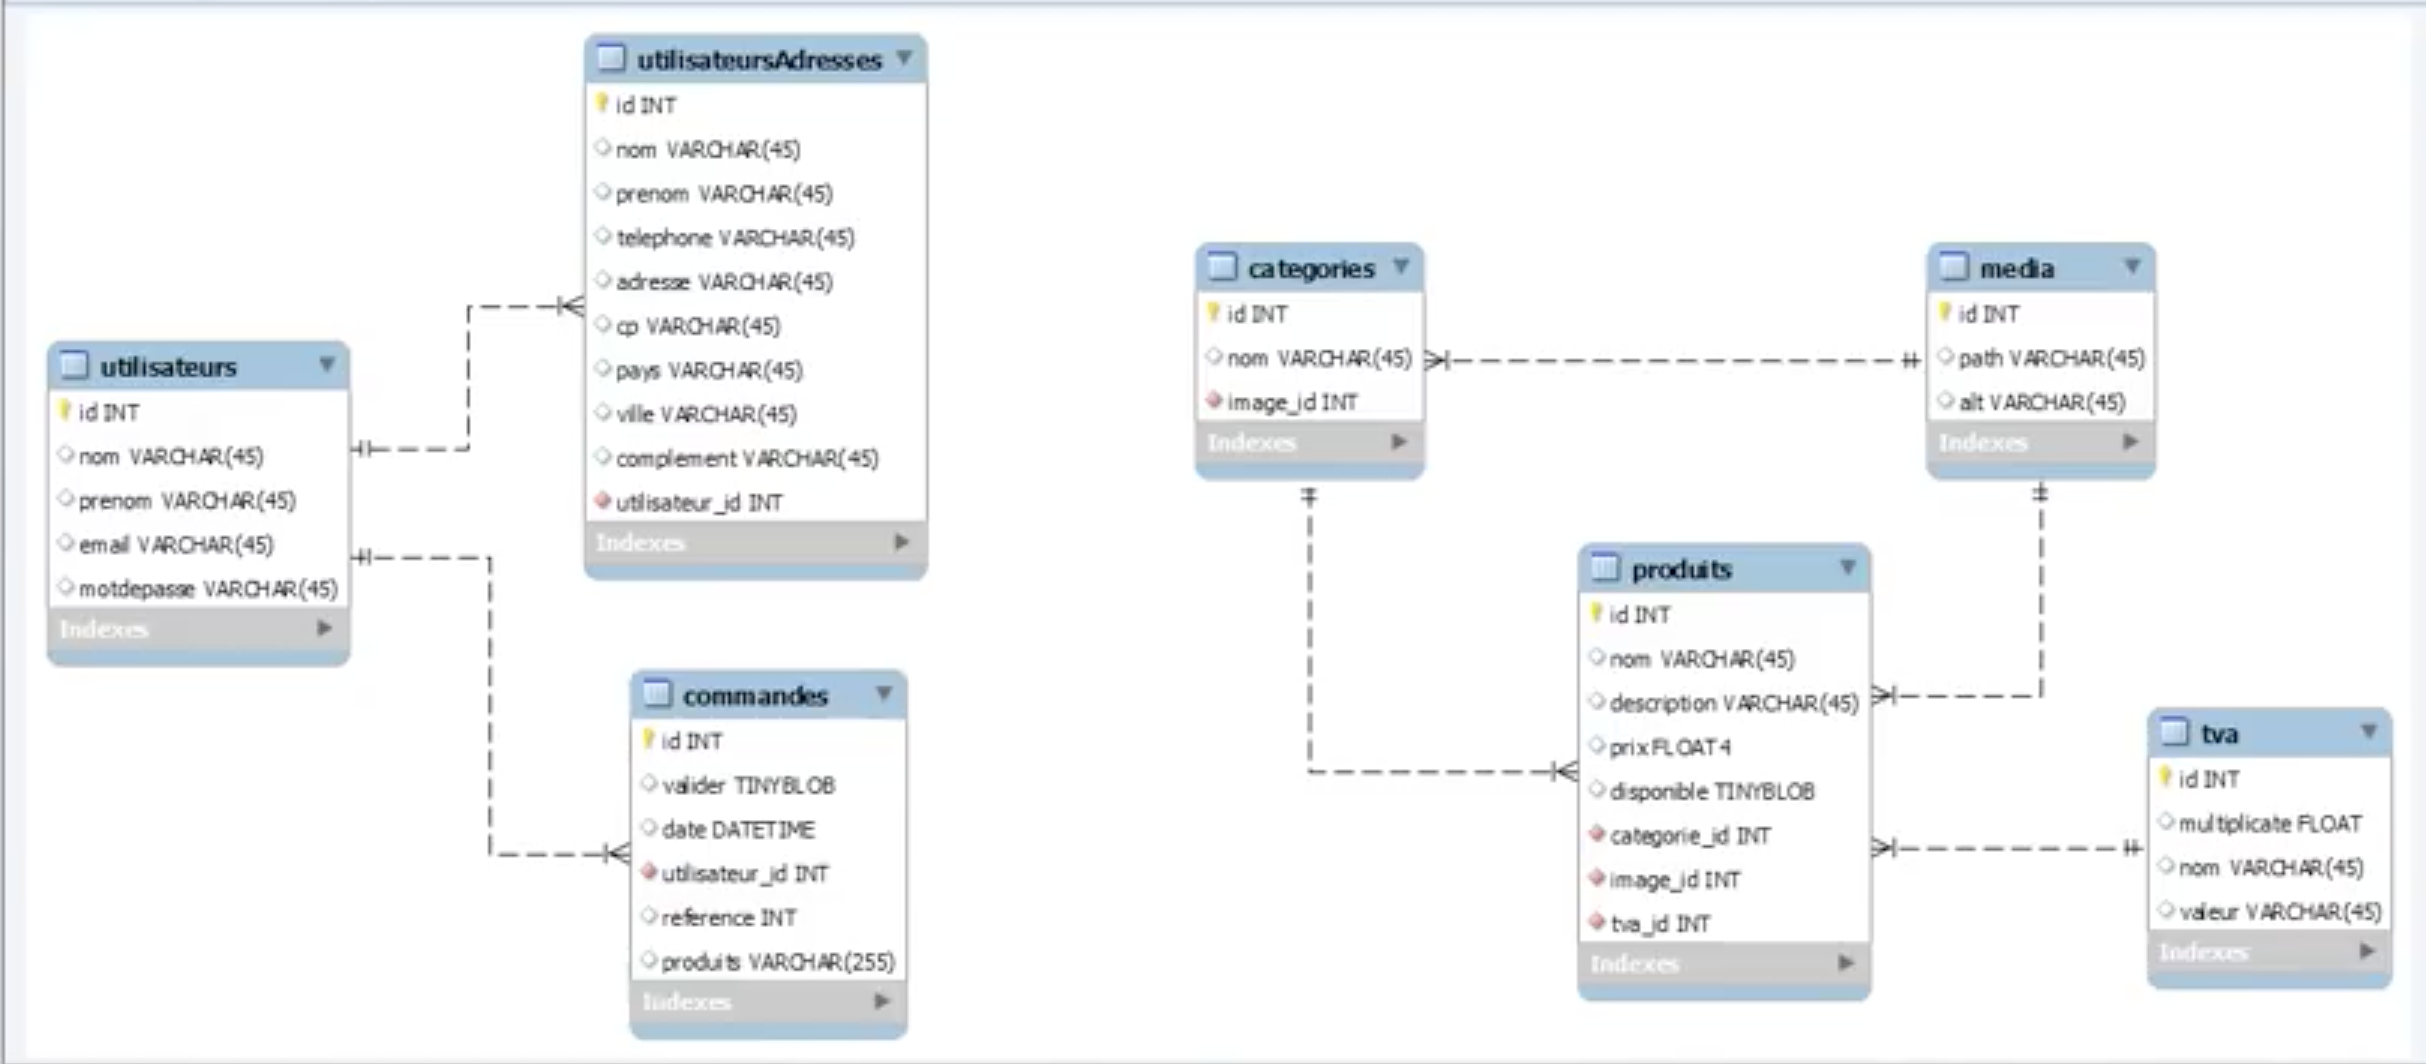 utilisateursAdresses
id INT
nom VARCHAR(45)
prenom VARCHAR(45)
telephone VARCHAR(45)
adresse VARCHAR(45)
cp VARCHAR(45)
pays VARCHAR(45)
ville VARCHAR(45)
complement VARCHAR(45)
utilisateur_id INT
Indexes
utilisateurs
id INT
nom VARCHAR(45)
prenom VARCHAR(45)
email VARCHAR(45)
motdepasse VARCHAR(45)
Indexes
commandes
id INT
valider TINYBLOB
date DATETIME
utilisateur_id INT
reference INT
produits VARCHAR(255)
Indexes
categories
id INT
nom VARCHAR(45)
image_id INT
Indexes
media
id INT
path VARCHAR(45)
alt VARCHAR(45)
Indexes
produits
id INT
nom VARCHAR(45)
description VARCHAR(45)
prix FLOAT4
disponible TINYBLOB
categorie_id INT
image_id INT
tva_id INT
Indexes
tva
id INT
multiplicate FLOAT
nom VARCHAR(45)
valeur VARCHAR(45)
Indexes